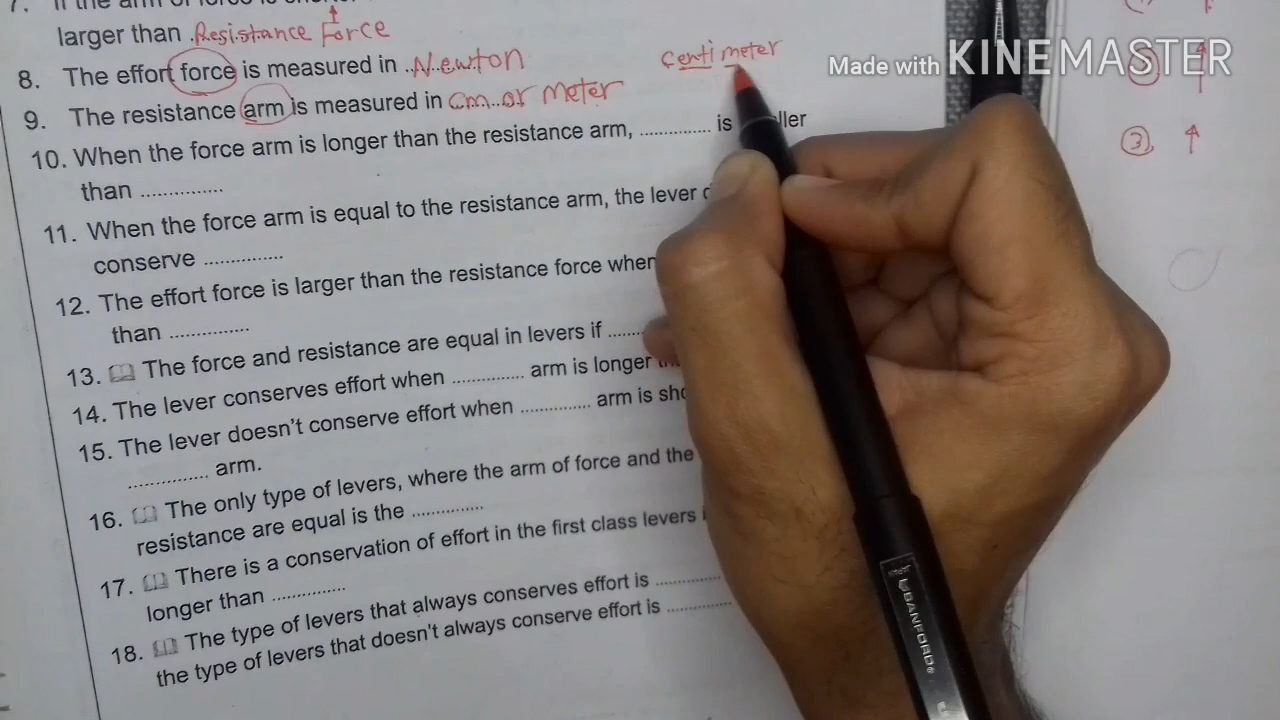 larger than .Resistance Force
8. The effort force is measured in ..Newton
centi meter
9. The resistance arm is measured in cm or meter
10. When the force arm is longer than the resistance arm, .............. is
than ................
11. When the force arm is equal to the resistance arm, the lever
conserve ...............
12. The effort force is larger than the resistance force when
than ...............
13. The force and resistance are equal in levers if .......
14. The lever conserves effort when ............. arm is longer
15. The lever doesn't conserve effort when ............. arm is
............... arm.
16. The only type of levers, where the arm of force and the
resistance are equal is the .............
17. There is a conservation of effort in the first class levers
longer than .............
18. The type of levers that always conserves effort is ............
the type of levers that doesn't always conserve effort is ............
Made with KINEMASTER
3
BANFORD